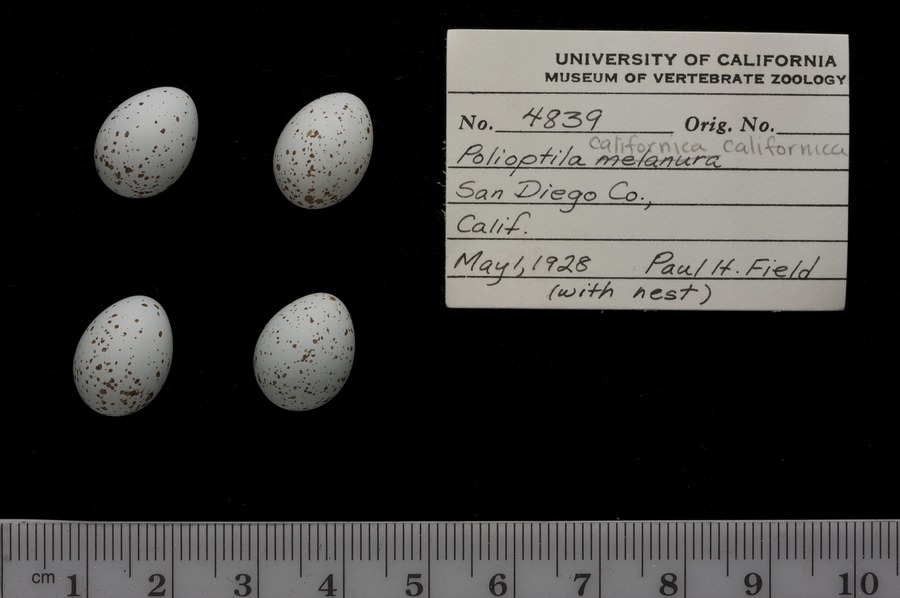 UNIVERSITY OF CALIFORNIA
MUSEUM OF VERTEBRATE ZOOLOGY
No. 4839 Orig. No.
californica californica
Polioptila melanura
San Diego Co.,
Calif.
May 1, 1928 Paul H. Field
(with nest)
cm 1 2 3 4 5 6 7 8 9 10